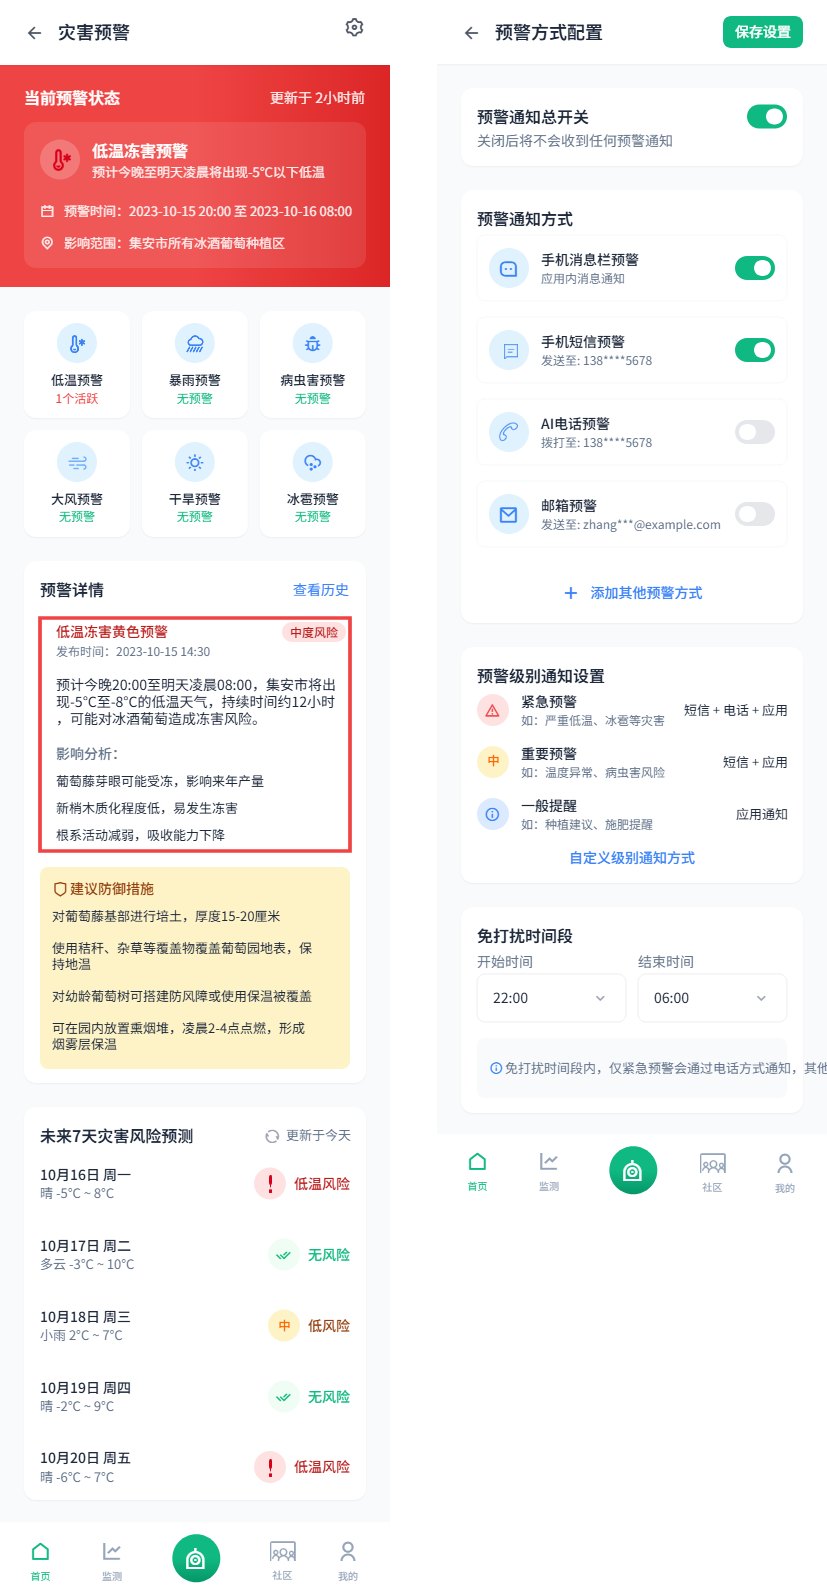 灾害预警
当前预警状态
更新于 2小时前
低温冻害预警
预计今晚至明天凌晨将出现-5℃以下低温
预警时间：2023-10-15 20:00 至 2023-10-16 08:00
影响范围：集安市所有冰酒葡萄种植区
低温预警
1个活跃
暴雨预警
无预警
病虫害预警
无预警
大风预警
无预警
干旱预警
无预警
冰雹预警
无预警
预警详情
查看历史
低温冻害黄色预警
中度风险
发布时间：2023-10-15 14:30
预计今晚20:00至明天凌晨08:00，集安市将出
现-5℃至-8℃的低温天气，持续时间约12小时
，可能对冰酒葡萄造成冻害风险。
影响分析：
葡萄藤芽眼可能受冻，影响来年产量
新梢木质化程度低，易发生冻害
根系活动减弱，吸收能力下降
建议防御措施
对葡萄藤基部进行培土，厚度15-20厘米
使用秸秆、杂草等覆盖物覆盖葡萄园地表，保
持地温
对幼龄葡萄树可搭建防风障或使用保温被覆盖
可在园内放置熏烟堆，凌晨2-4点点燃，形成
烟雾层保温
未来7天灾害风险预测
更新于今天
10月16日 周一
晴 -5℃ ~ 8℃
低温风险
10月17日 周二
多云 -3℃ ~ 10℃
无风险
10月18日 周三
小雨 2℃ ~ 7℃
中
低风险
10月19日 周四
晴 -2℃ ~ 9℃
无风险
10月20日 周五
晴 -6℃ ~ 7℃
低温风险
首页
监测
社区
我的
预警方式配置
保存设置
预警通知总开关
关闭后将不会收到任何预警通知
预警通知方式
手机消息栏预警
应用内消息通知
手机短信预警
发送至: 138****5678
AI电话预警
拨打至: 138****5678
邮箱预警
发送至: zhang***@example.com
添加其他预警方式
预警级别通知设置
紧急预警
如：严重低温、冰雹等灾害
短信 + 电话 + 应用
中
重要预警
如：温度异常、病虫害风险
短信 + 应用
一般提醒
如：种植建议、施肥提醒
应用通知
自定义级别通知方式
免打扰时间段
开始时间
结束时间
22:00
06:00
免打扰时间段内，仅紧急预警会通过电话方式通知，其他
首页
监测
社区
我的